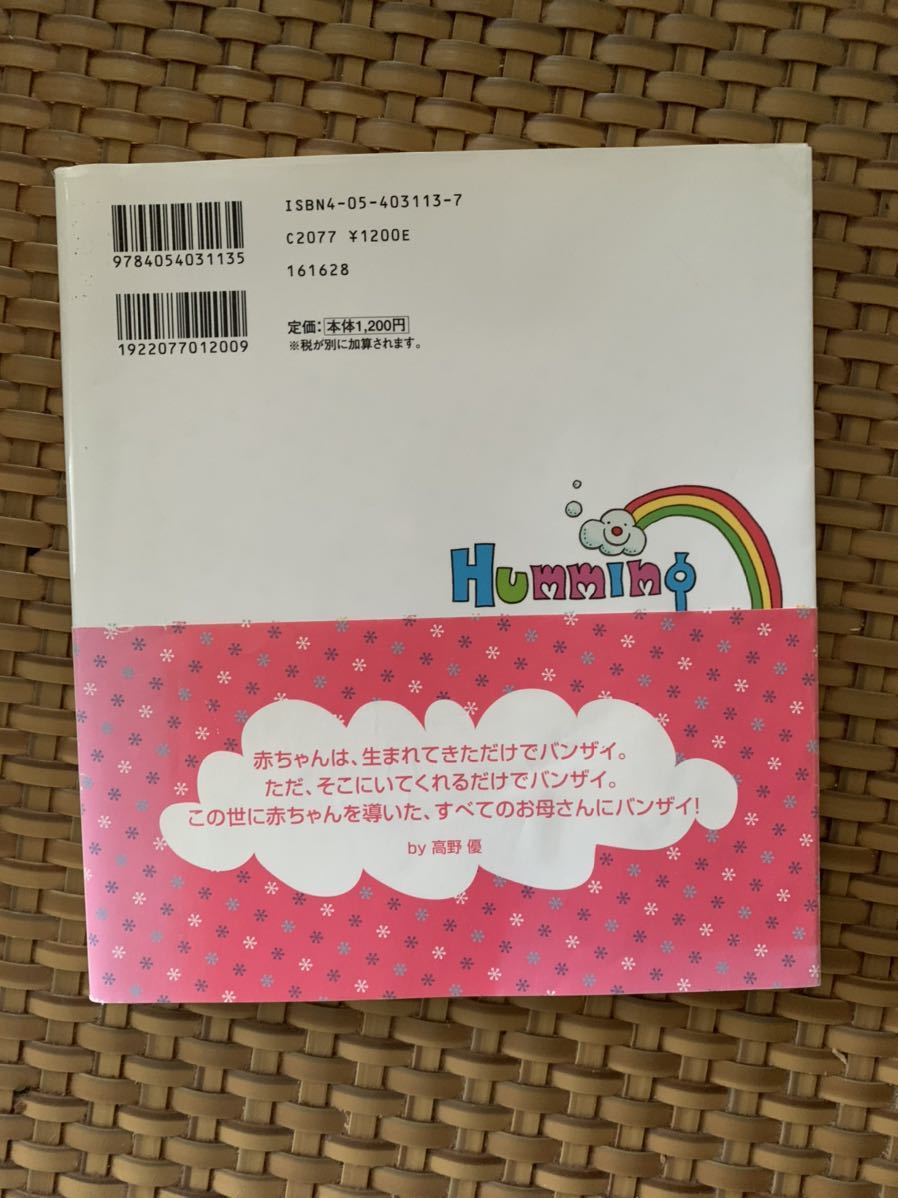 ISBN4-05-403113-7
C2077 ¥1200E
161628
9784054031135
1922077012009
定価:本体1,200円
※税が別に加算されます。
Humming
赤ちゃんは、生まれてきただけでバンザイ。
ただ、そこにいてくれるだけでバンザイ。
この世に赤ちゃんを導いた、すべてのお母さんにバンザイ!
by 高野 優